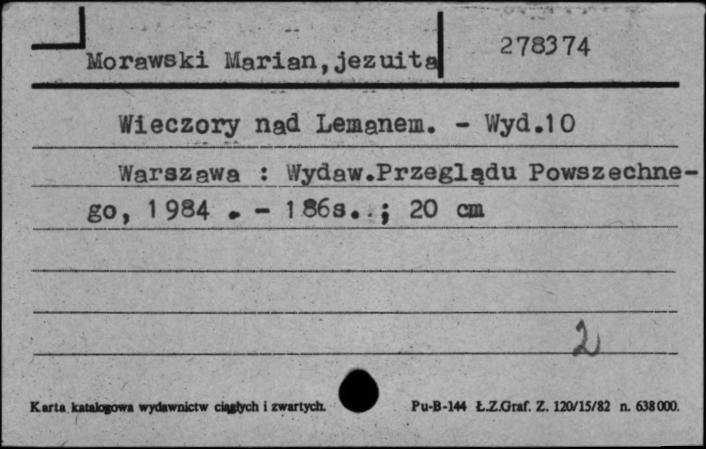 Morawski Marian,jezuita 278374
Wieczory nad Lemanem. - Wyd.10
Warszawa : Wydaw.Przeglądu Powszechne-
go, 1984 . - 186s. ; 20 cm
2
Karta katalogowa wydawnictw ciągłych i zwartych. Pu-B-144 Ł.Z.Graf. Z. 120/15/82 n. 638000.